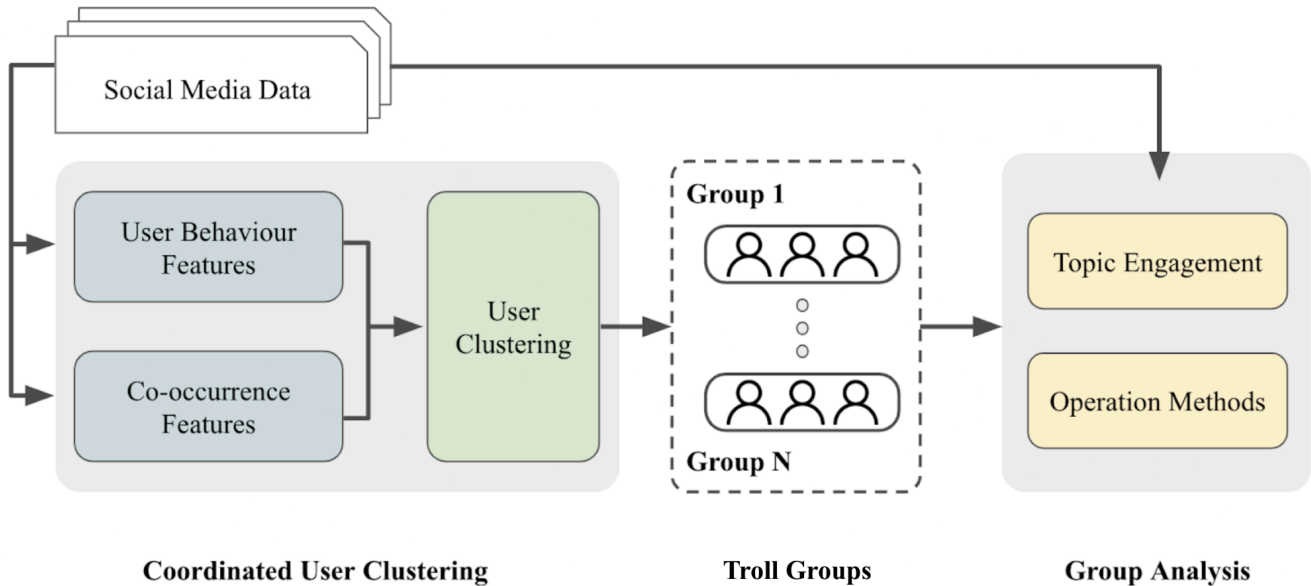 Social Media Data
User Behaviour
Features
Co-occurrence
Features
User
Clustering
Group 1
Group N
Topic Engagement
Operation Methods
Coordinated User Clustering
Troll Groups
Group Analysis